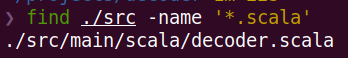 ❯ find ./src -name '*.scala'
./src/main/scala/decoder.scala